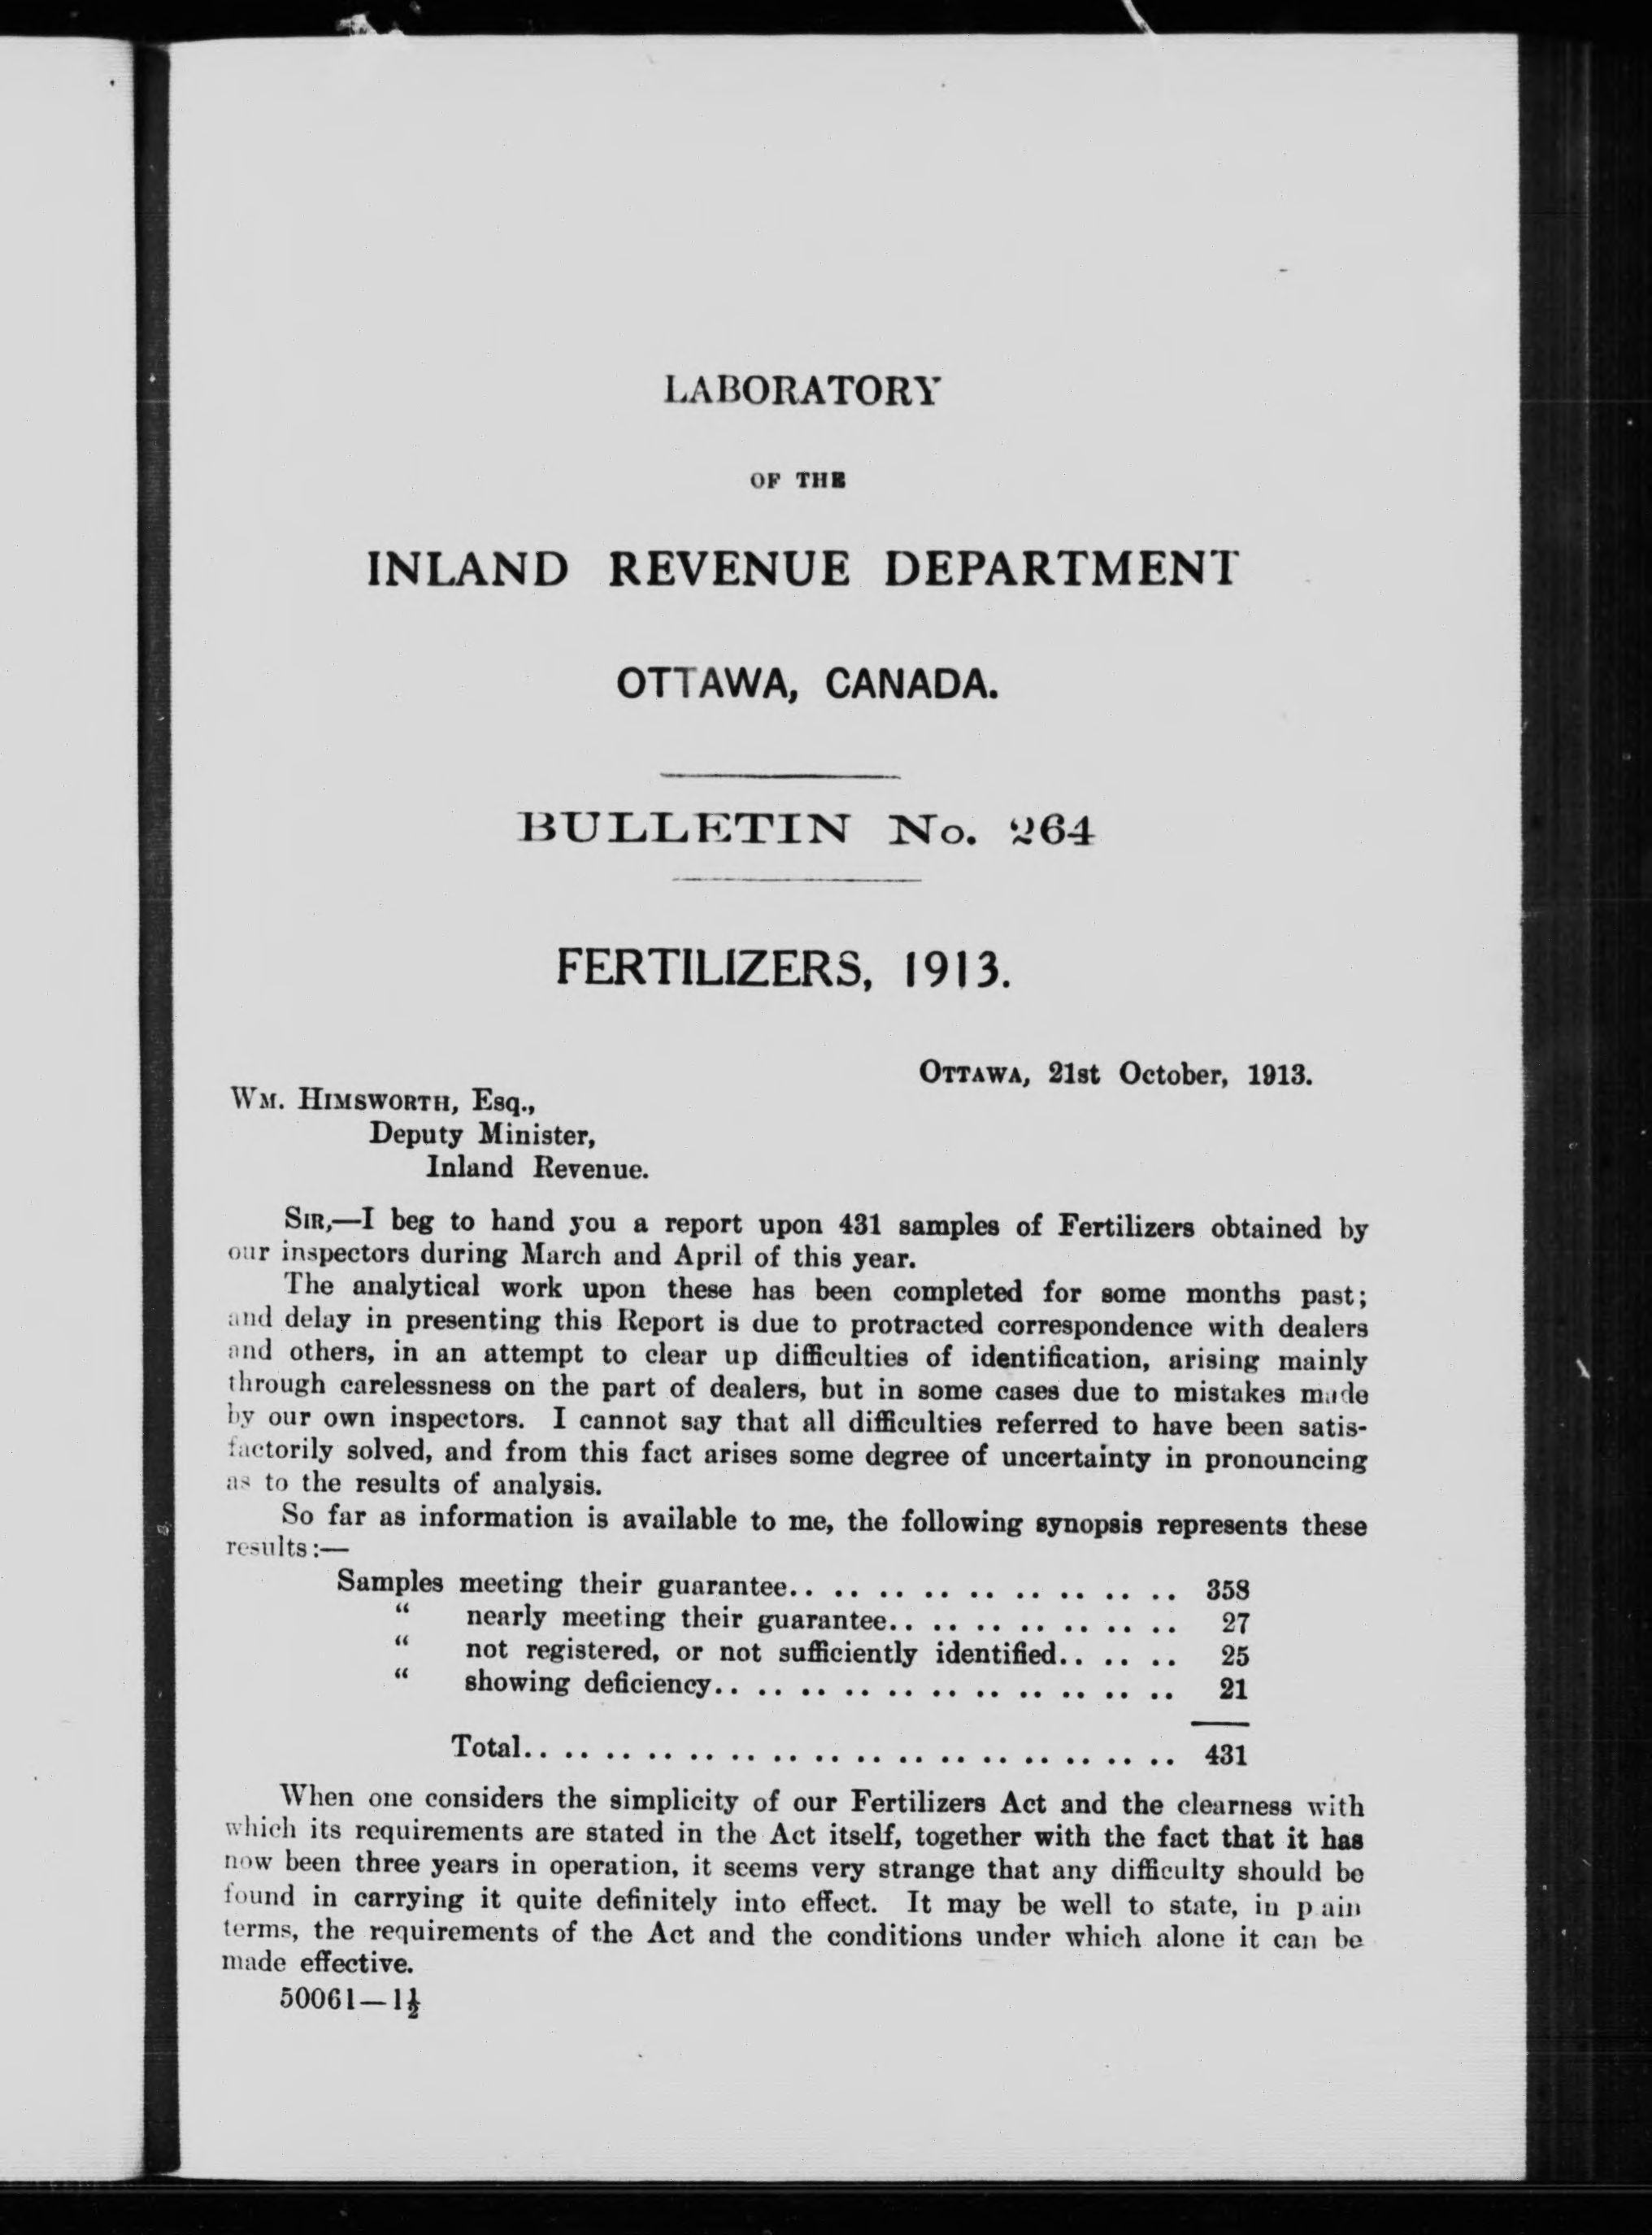 LABORATORY
OF THE
INLAND REVENUE DEPARTMENT
OTTAWA, CANADA.
BULLETIN No. 264
FERTILIZERS, 1913.
OTTAWA, 21st October, 1913.
WM. HIMSWORTH, Esq.,
Deputy Minister,
Inland Revenue.
SIR,—I beg to hand you a report upon 431 samples of Fertilizers obtained by
our inspectors during March and April of this year.
The analytical work upon these has been completed for some months past;
and delay in presenting this Report is due to protracted correspondence with dealers
and others, in an attempt to clear up difficulties of identification, arising mainly
through carelessness on the part of dealers, but in some cases due to mistakes made
by our own inspectors. I cannot say that all difficulties referred to have been satis-
factorily solved, and from this fact arises some degree of uncertainty in pronouncing
as to the results of analysis.
So far as information is available to me, the following synopsis represents these
results:—
Samples meeting their guarantee.. .. .. .. .. .. .. .. .. 358
“ nearly meeting their guarantee.. .. .. .. .. .. .. 27
“ not registered, or not sufficiently identified.. .. .. 25
“ showing deficiency.. .. .. .. .. .. .. .. .. .. .. 21
Total.. .. .. .. .. .. .. .. .. .. .. .. .. .. .. .. 431
When one considers the simplicity of our Fertilizers Act and the clearness with
which its requirements are stated in the Act itself, together with the fact that it has
now been three years in operation, it seems very strange that any difficulty should be
found in carrying it quite definitely into effect. It may be well to state, in p ain
terms, the requirements of the Act and the conditions under which alone it can be
made effective.
50061—1½